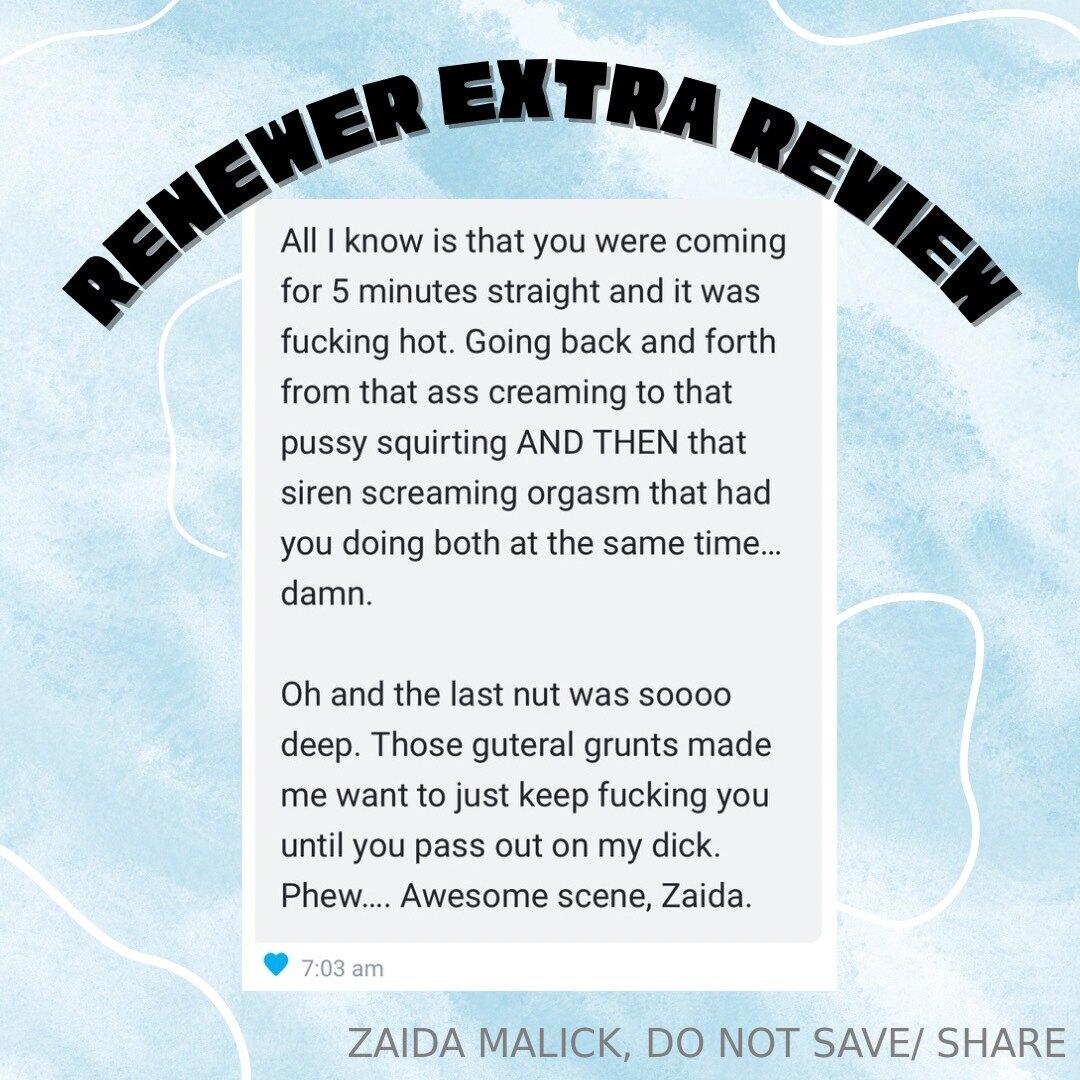 RENEWER EXTRA REVIEW
All I know is that you were coming
for 5 minutes straight and it was
fucking hot. Going back and forth
from that ass creaming to that
pussy squirting AND THEN that
siren screaming orgasm that had
you doing both at the same time...
damn.
Oh and the last nut was soooo
deep. Those guteral grunts made
me want to just keep fucking you
until you pass out on my dick.
Phew.... Awesome scene, Zaida.
7:03 am
ZAIDA MALICK, DO NOT SAVE/ SHARE